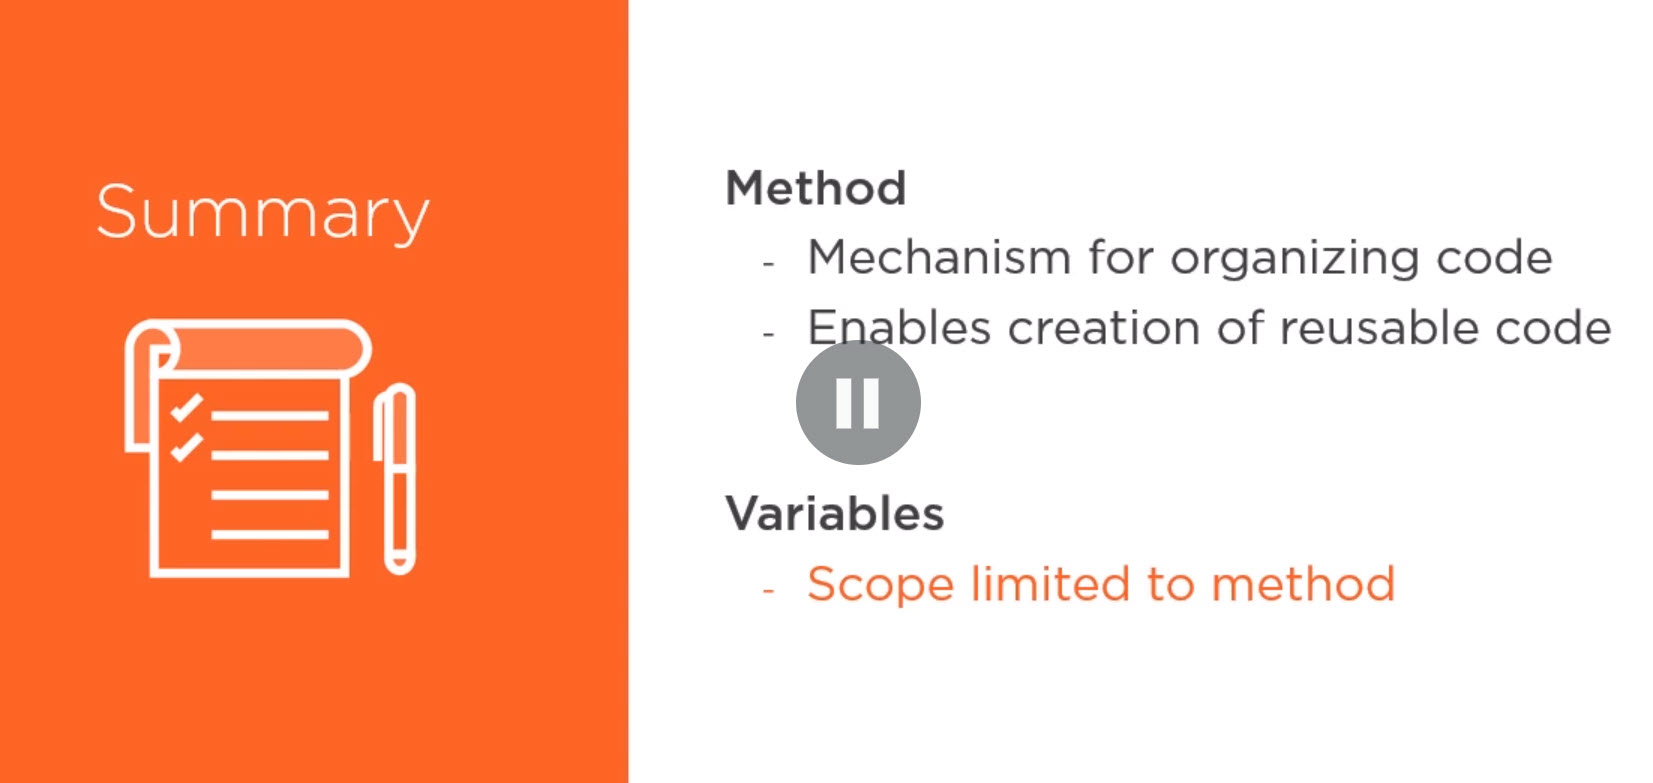 Summary
Method
- Mechanism for organizing code
- Enables creation of reusable code
Variables
- Scope limited to method